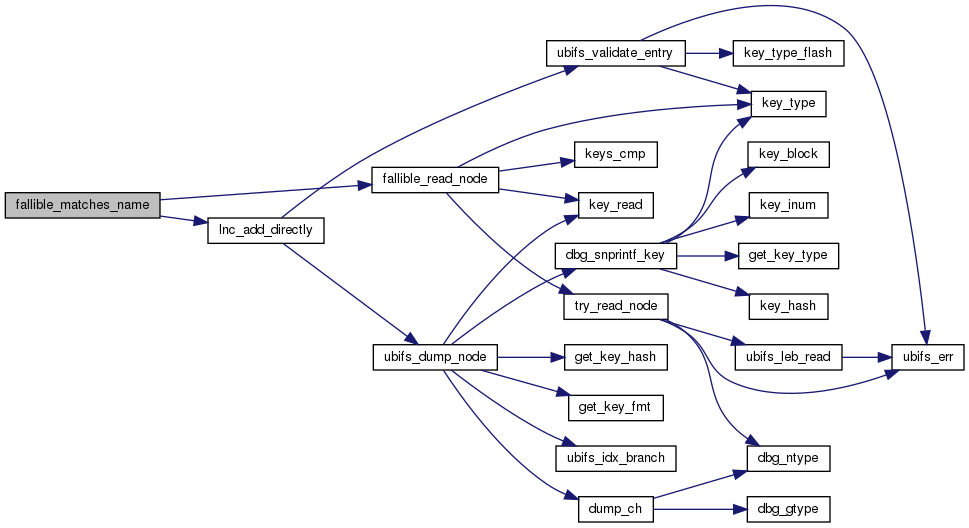 ubifs_validate_entry
key_type_flash
key_type
keys_cmp
key_block
fallible_read_node
fallible_matches_name
key_read
key_inum
lnc_add_directly
dbg_snprintf_key
get_key_type
try_read_node
key_hash
ubifs_dump_node
get_key_hash
ubifs_leb_read
ubifs_err
get_key_fmt
ubifs_idx_branch
dbg_ntype
dump_ch
dbg_gtype